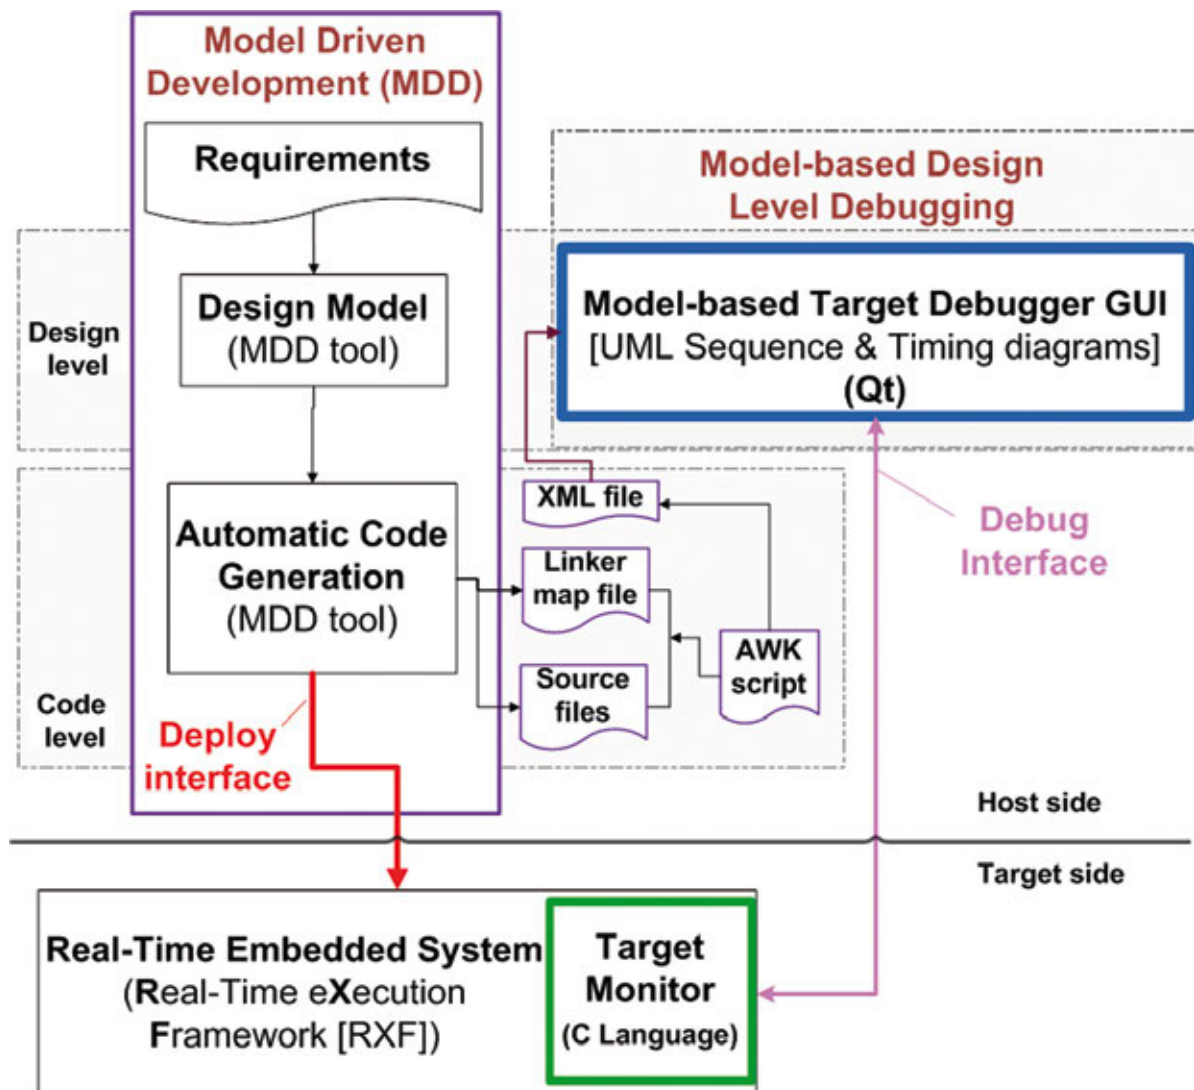 Model Driven
Development (MDD)
Requirements
Model-based Design
Level Debugging
Design
level
Design Model
(MDD tool)
Model-based Target Debugger GUI
[UML Sequence & Timing diagrams]
(Qt)
Automatic Code
Generation
(MDD tool)
XML file
Linker
map file
Source
files
AWK
script
Debug
Interface
Code
level
Deploy
interface
Host side
Target side
Real-Time Embedded System
(Real-Time eXecution
Framework [RXF])
Target
Monitor
(C Language)